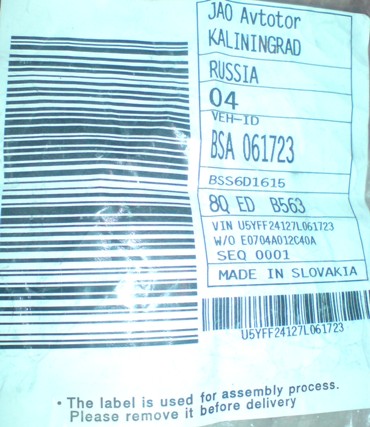 JAO Avtotor
KALININGRAD
RUSSIA
04
VEH-ID
BSA 061723
BSS6D1615
8Q ED B563
VIN U5YFF24127L061723
W/O E0704A012C40A
SEQ 0001
MADE IN SLOVAKIA
U5YFF24127L061723
• The label is used for assembly process.
Please remove it before delivery